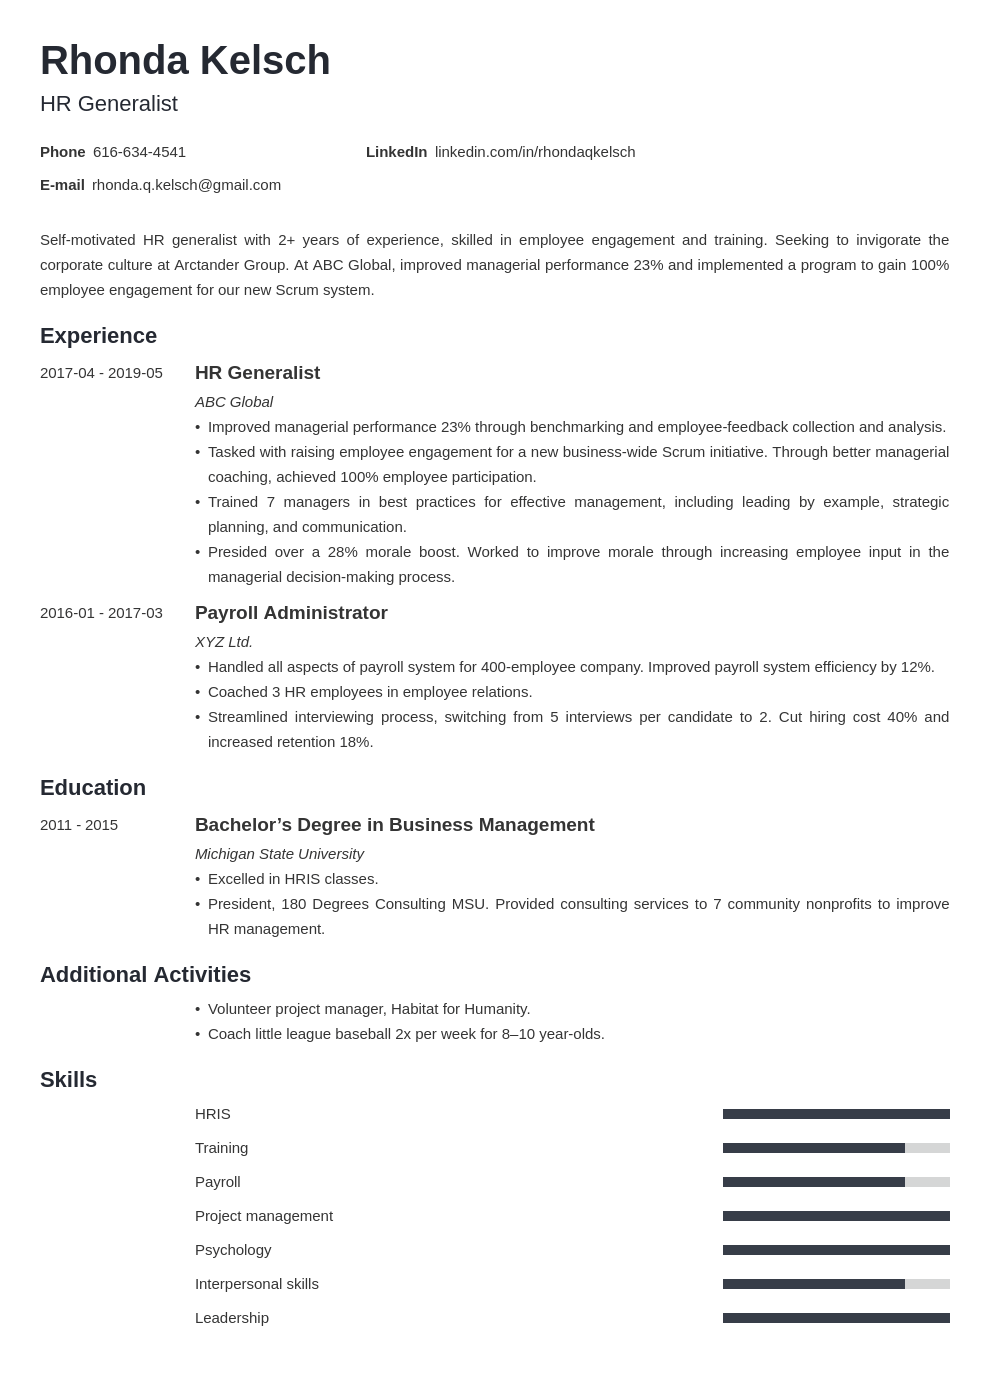 Rhonda Kelsch
HR Generalist
Phone 616-634-4541 LinkedIn linkedin.com/in/rhondaqkelsch
E-mail rhonda.q.kelsch@gmail.com
Self-motivated HR generalist with 2+ years of experience, skilled in employee engagement and training. Seeking to invigorate the
corporate culture at Arctander Group. At ABC Global, improved managerial performance 23% and implemented a program to gain 100%
employee engagement for our new Scrum system.
Experience
2017-04 - 2019-05 HR Generalist
ABC Global
• Improved managerial performance 23% through benchmarking and employee-feedback collection and analysis.
• Tasked with raising employee engagement for a new business-wide Scrum initiative. Through better managerial
coaching, achieved 100% employee participation.
• Trained 7 managers in best practices for effective management, including leading by example, strategic
planning, and communication.
• Presided over a 28% morale boost. Worked to improve morale through increasing employee input in the
managerial decision-making process.
2016-01 - 2017-03 Payroll Administrator
XYZ Ltd.
• Handled all aspects of payroll system for 400-employee company. Improved payroll system efficiency by 12%.
• Coached 3 HR employees in employee relations.
• Streamlined interviewing process, switching from 5 interviews per candidate to 2. Cut hiring cost 40% and
increased retention 18%.
Education
2011 - 2015 Bachelor’s Degree in Business Management
Michigan State University
• Excelled in HRIS classes.
• President, 180 Degrees Consulting MSU. Provided consulting services to 7 community nonprofits to improve
HR management.
Additional Activities
• Volunteer project manager, Habitat for Humanity.
• Coach little league baseball 2x per week for 8–10 year-olds.
Skills
HRIS
Training
Payroll
Project management
Psychology
Interpersonal skills
Leadership